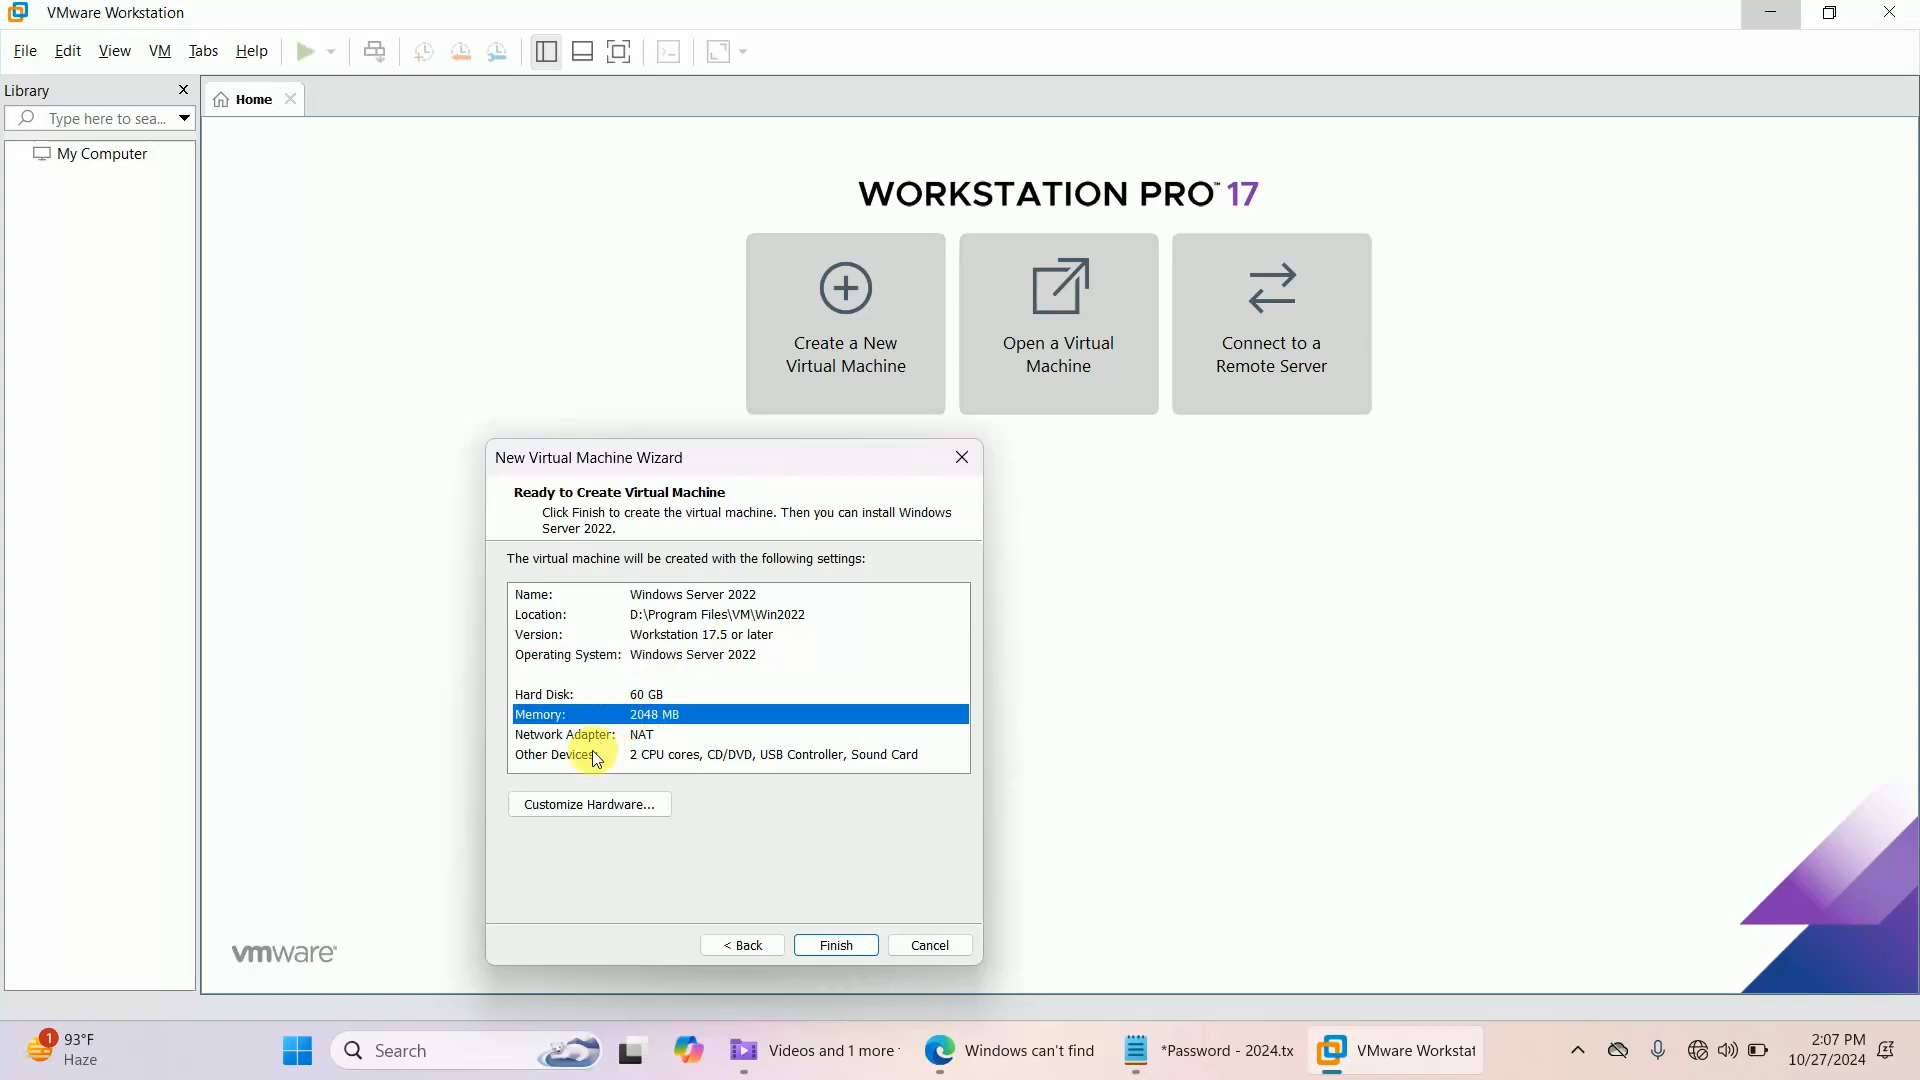 VMware Workstation
File Edit View VM Tabs Help
Library
Type here to sea...
My Computer
Home
WORKSTATION PRO™ 17
Create a New
Virtual Machine
Open a Virtual
Machine
Connect to a
Remote Server
New Virtual Machine Wizard
Ready to Create Virtual Machine
Click Finish to create the virtual machine. Then you can install Windows
Server 2022.
The virtual machine will be created with the following settings:
Name: Windows Server 2022
Location: D:\Program Files\VM\Win2022
Version: Workstation 17.5 or later
Operating System: Windows Server 2022
Hard Disk: 60 GB
Memory: 2048 MB
Network Adapter: NAT
Other Devices: 2 CPU cores, CD/DVD, USB Controller, Sound Card
Customize Hardware...
< Back Finish Cancel
vmware®
1
93°F
Haze
Search
Videos and 1 more
Windows can't find
*Password - 2024.tx
VMware Workstat
2:07 PM
10/27/2024